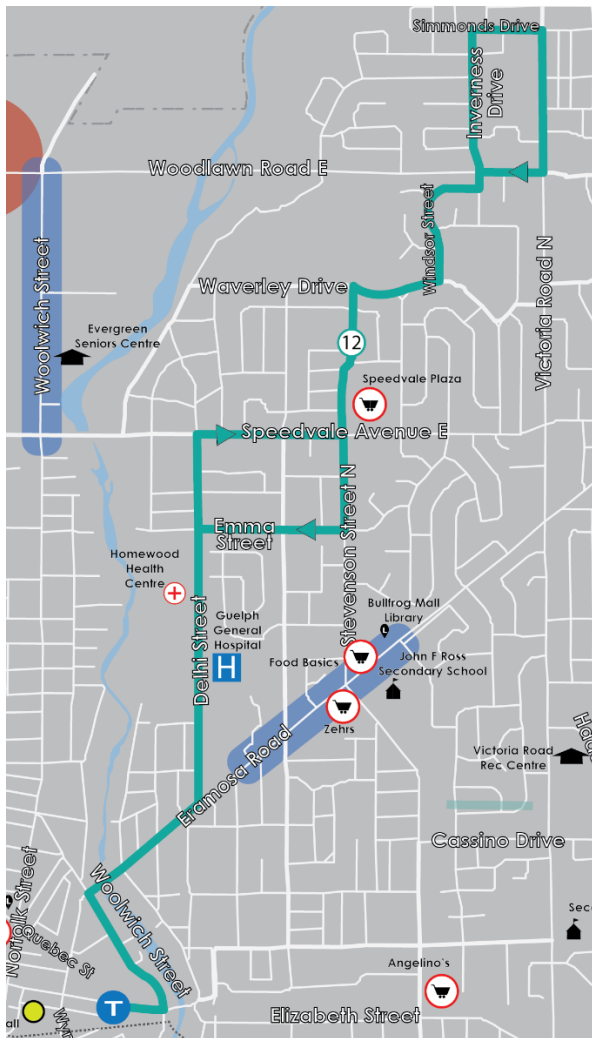 Simmonds Drive
Inverness
Drive
Woodlawn Road E
Windsor Street
Waverley Drive
Victoria Road N
Woolwich Street
Evergreen
Seniors Centre
12
Speedvale Plaza
Speedvale Avenue E
Stevenson Street N
Emma
Street
Homewood
Health
Centre
Delhi Street
Guelph
General
Hospital
H
Bullfrog Mall
Library
L
Food Basics
John F Ross
Secondary School
Zehrs
Eramosa Road
Victoria Road
Rec Centre
Cassino Drive
Woolwich Street
Norfolk Street
Quebec St
Angelino's
T
Elizabeth Street